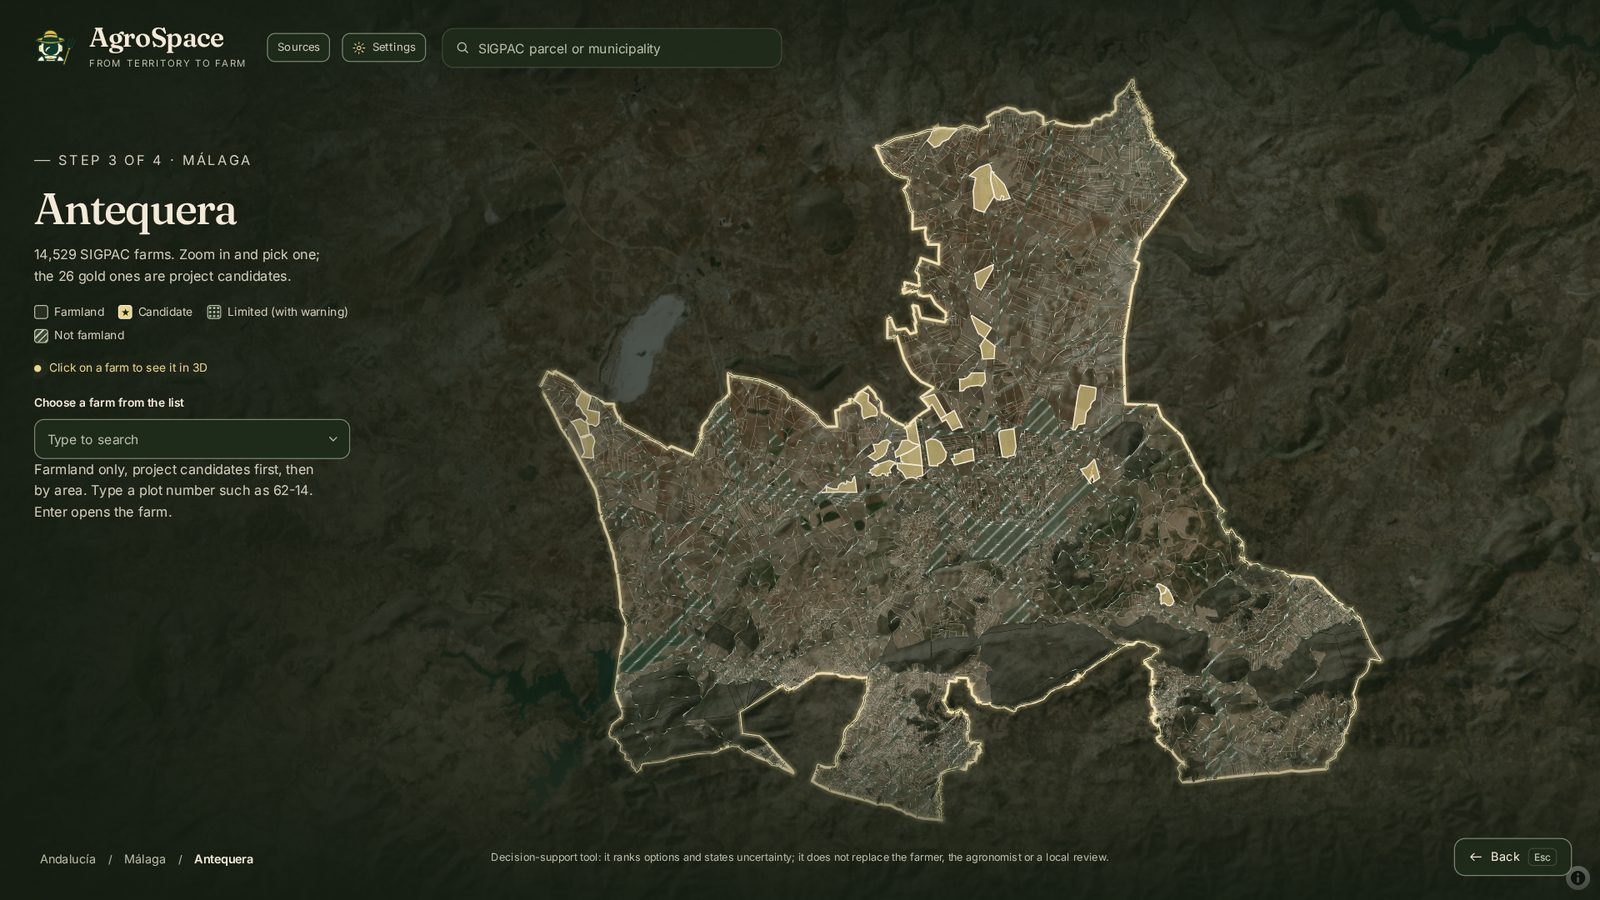 AgroSpace
FROM TERRITORY TO FARM
Sources
Settings
SIGPAC parcel or municipality
— STEP 3 OF 4 · MÁLAGA
Antequera
14,529 SIGPAC farms. Zoom in and pick one;
the 26 gold ones are project candidates.
Farmland
Candidate
Limited (with warning)
Not farmland
Click on a farm to see it in 3D
Choose a farm from the list
Type to search
Farmland only, project candidates first, then
by area. Type a plot number such as 62-14.
Enter opens the farm.
Andalucía / Málaga / Antequera
Decision-support tool: it ranks options and states uncertainty; it does not replace the farmer, the agronomist or a local review.
← Back Esc